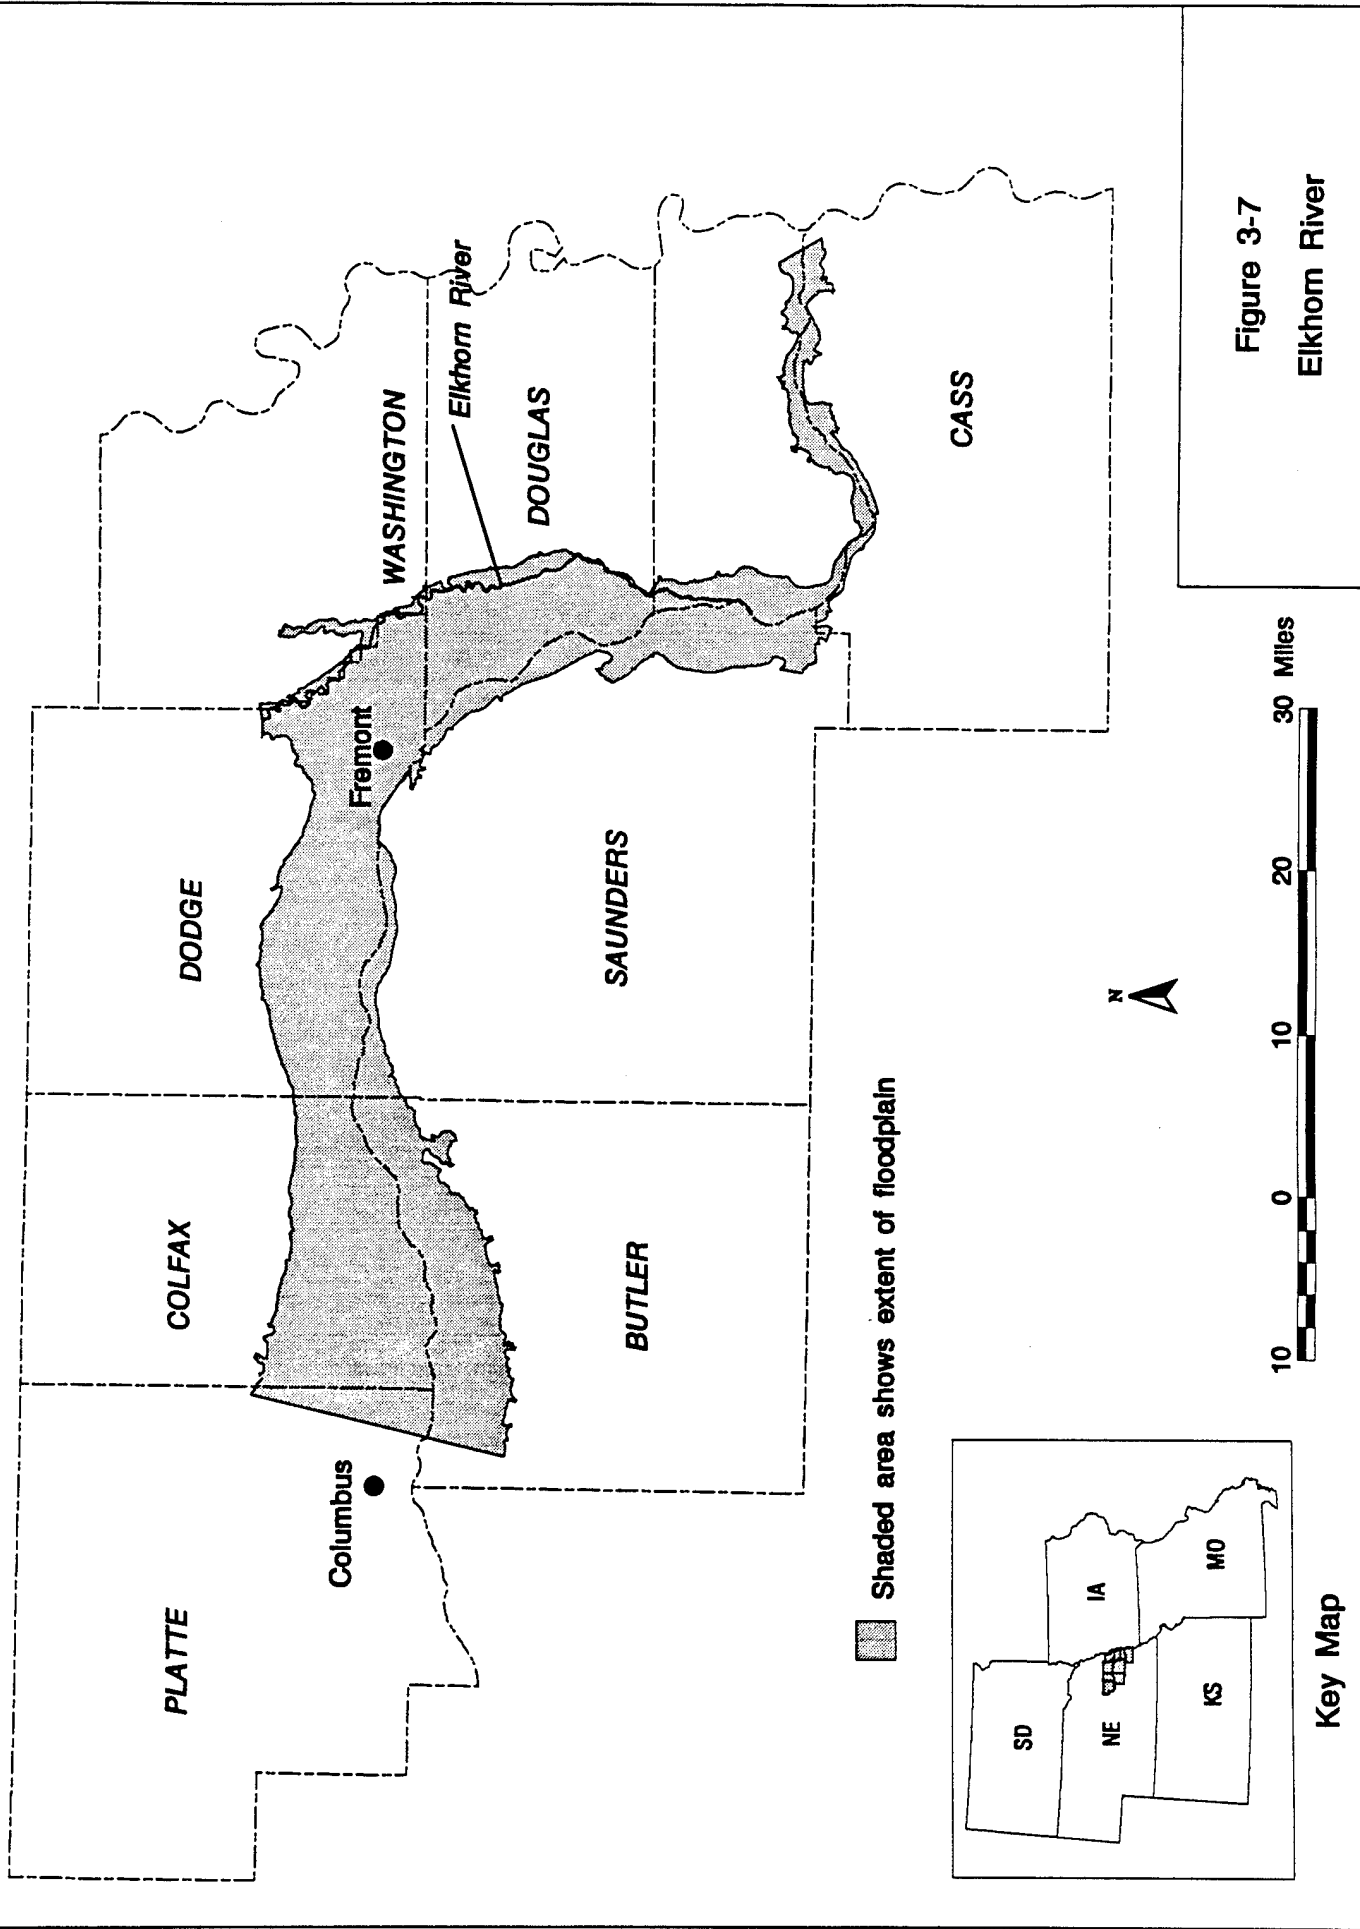 PLATTE
COLFAX
DODGE
WASHINGTON
Columbus
Fremont
Elkhorn River
DOUGLAS
BUTLER
SAUNDERS
CASS
Shaded area shows extent of floodplain
N
SD
NE
IA
KS
MO
Key Map
10 0 10 20 30 Miles
Figure 3-7
Elkhorn River